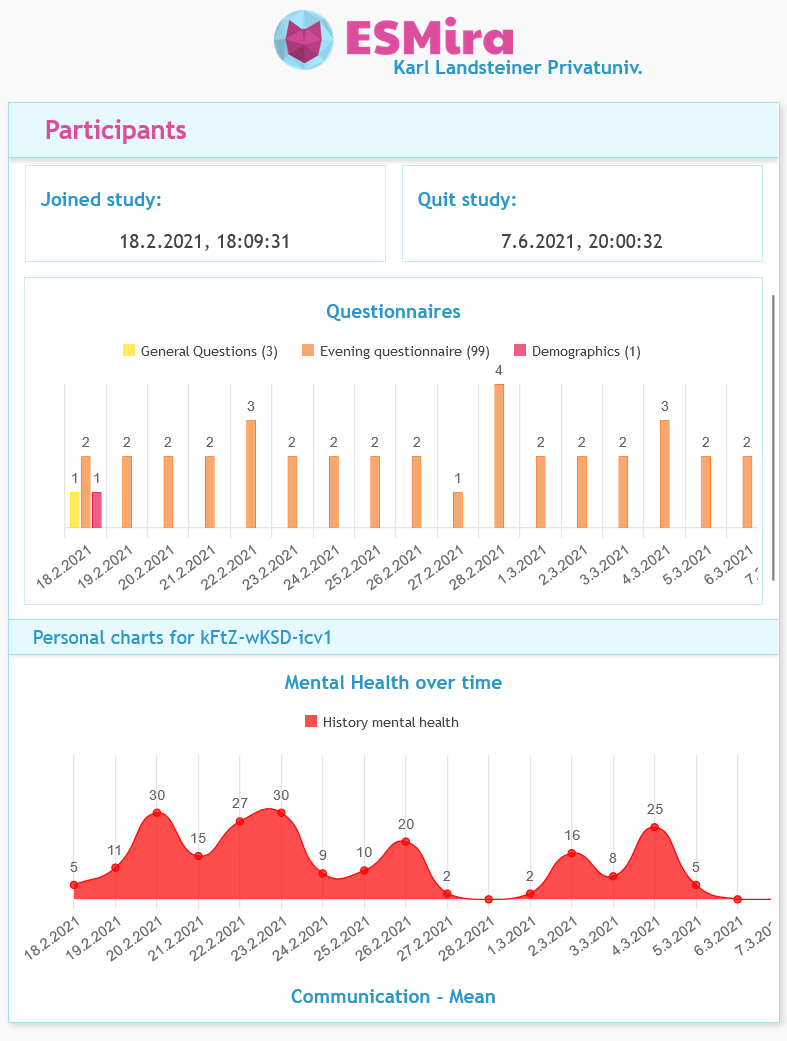 ESMira
Karl Landsteiner Privatuniv.
Participants
Joined study:
18.2.2021, 18:09:31
Quit study:
7.6.2021, 20:00:32
Questionnaires
General Questions (3) Evening questionnaire (99) Demographics (1)
4
3 3
2 2 2 2 2 2 2 2 2 2 2 2 2
1 1 1
18.2.2021 19.2.2021 20.2.2021 21.2.2021 22.2.2021 23.2.2021 24.2.2021 25.2.2021 26.2.2021 27.2.2021 28.2.2021 1.3.2021 2.3.2021 3.3.2021 4.3.2021 5.3.2021 6.3.2021 7.
Personal charts for kFtZ-wKSD-icv1
Mental Health over time
History mental health
5 11 30 15 27 30 9 10 20 2 2 16 8 25 5
18.2.2021 19.2.2021 20.2.2021 21.2.2021 22.2.2021 23.2.2021 24.2.2021 25.2.2021 26.2.2021 27.2.2021 28.2.2021 1.3.2021 2.3.2021 3.3.2021 4.3.2021 5.3.2021 6.3.2021 7.3.20
Communication - Mean